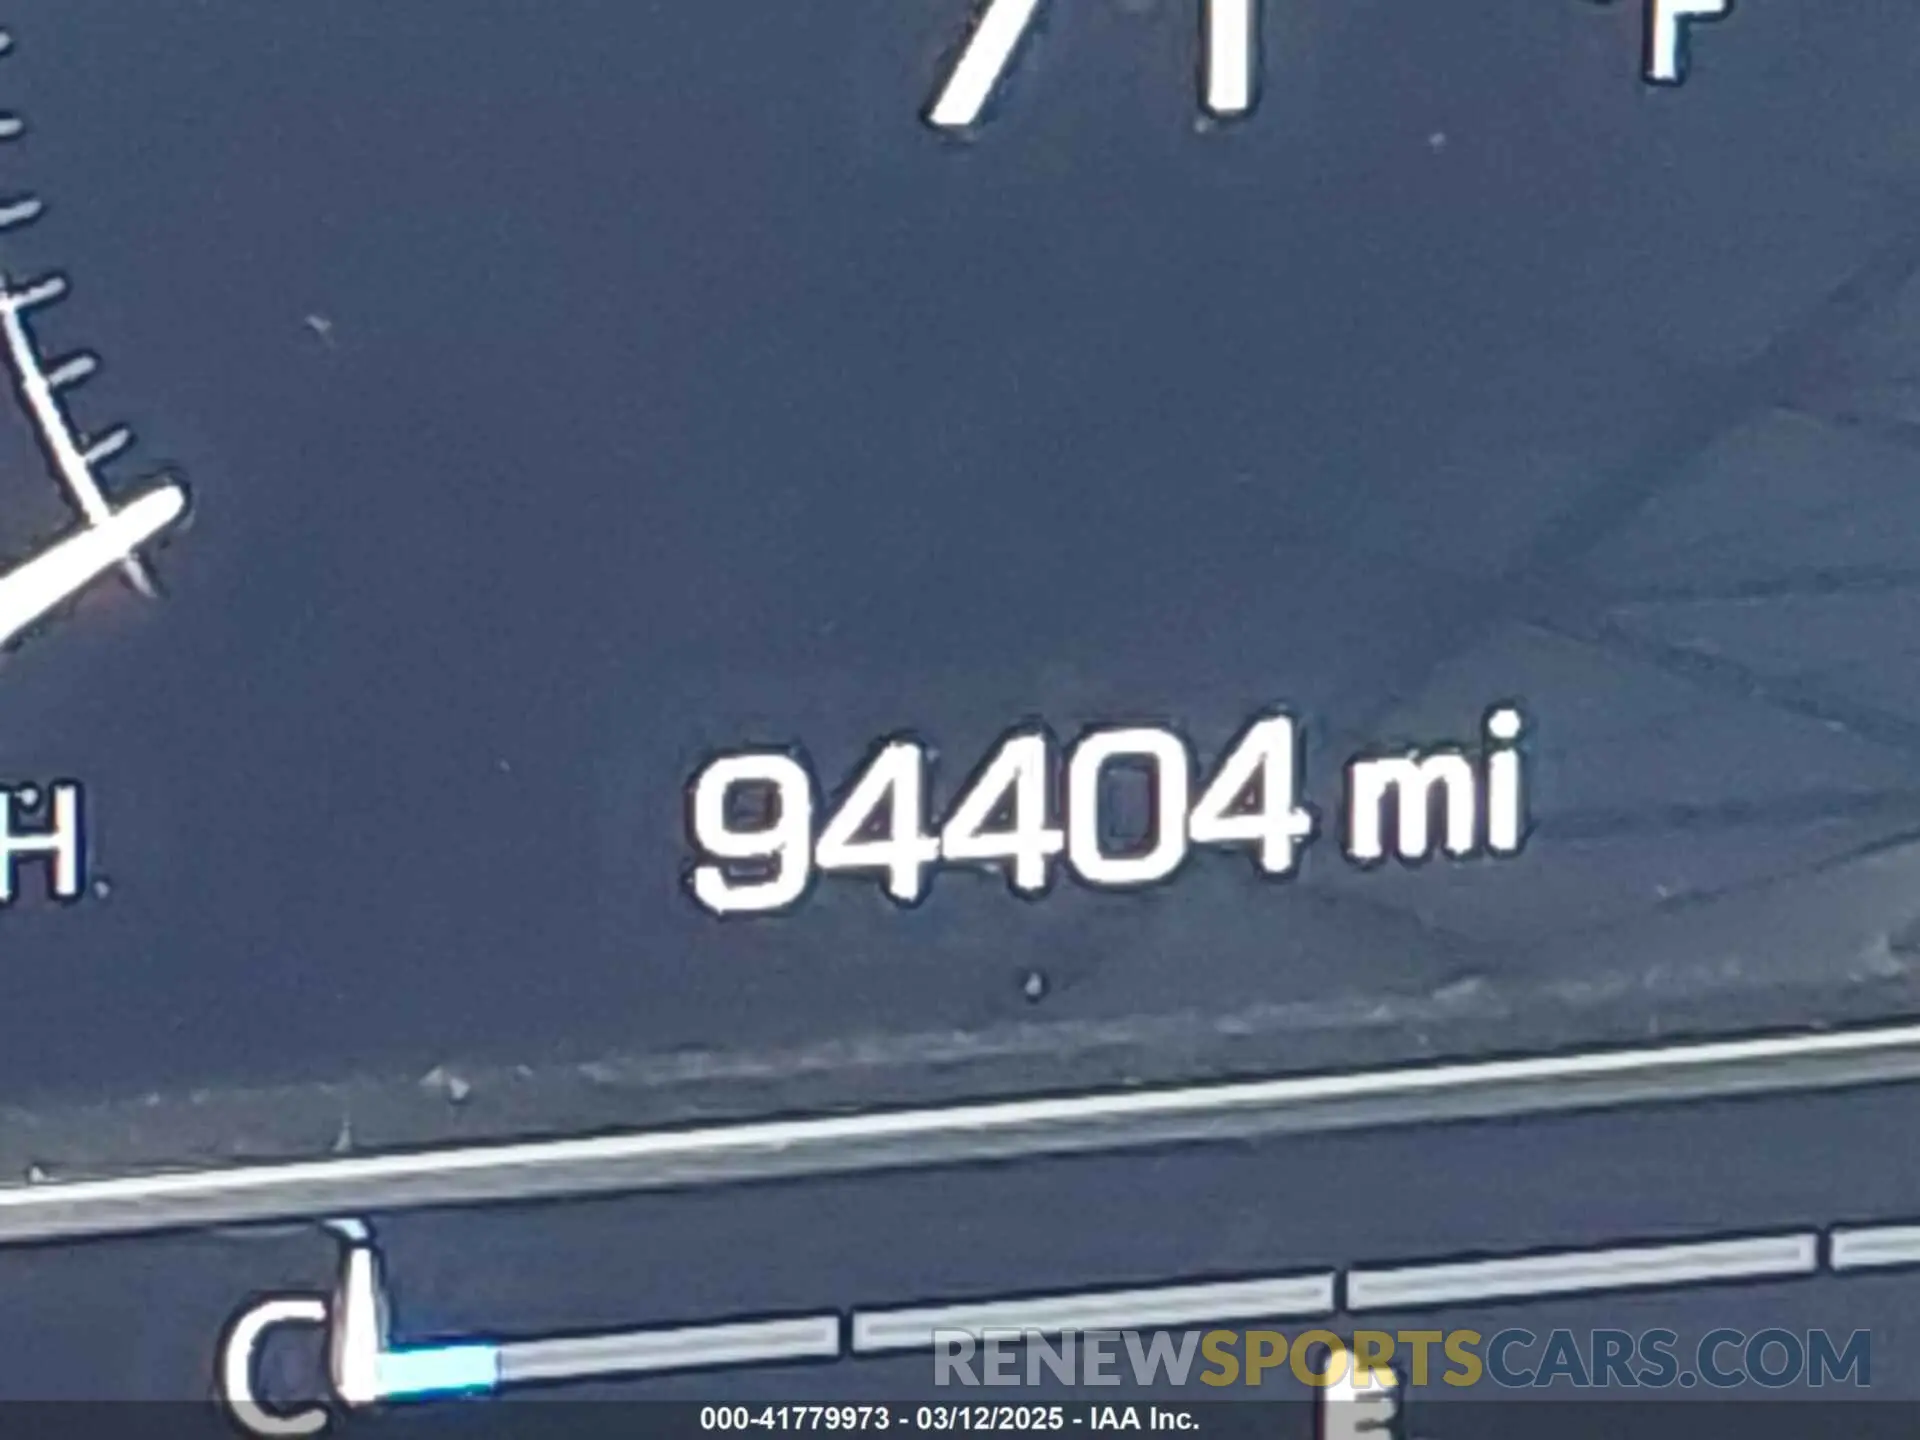 F
H
94404 mi
C
E
RENEWSPORTSCARS.COM
000-41779973 - 03/12/2025 - IAA Inc.